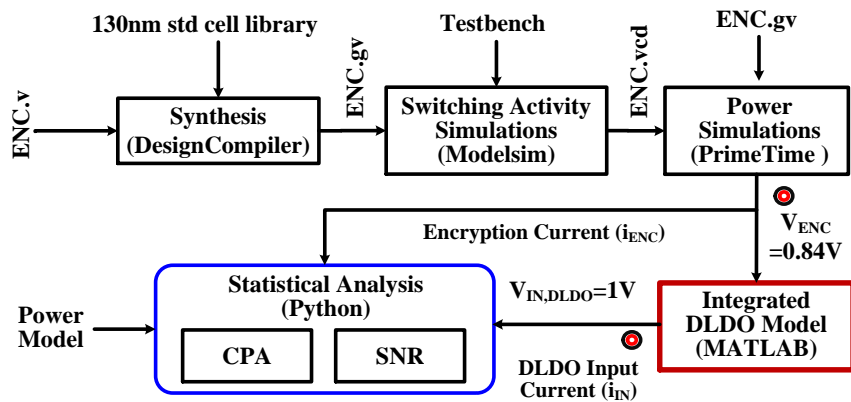 130nm std cell library
Testbench
ENC.gv
ENC.v
Synthesis
(DesignCompiler)
ENC.gv
Switching Activity
Simulations
(Modelsim)
ENC.vcd
Power
Simulations
(PrimeTime )
Encryption Current (iENC)
VENC
=0.84V
Statistical Analysis
(Python)
CPA
SNR
Power
Model
VIN,DLDO=1V
DLDO Input
Current (iIN)
Integrated
DLDO Model
(MATLAB)